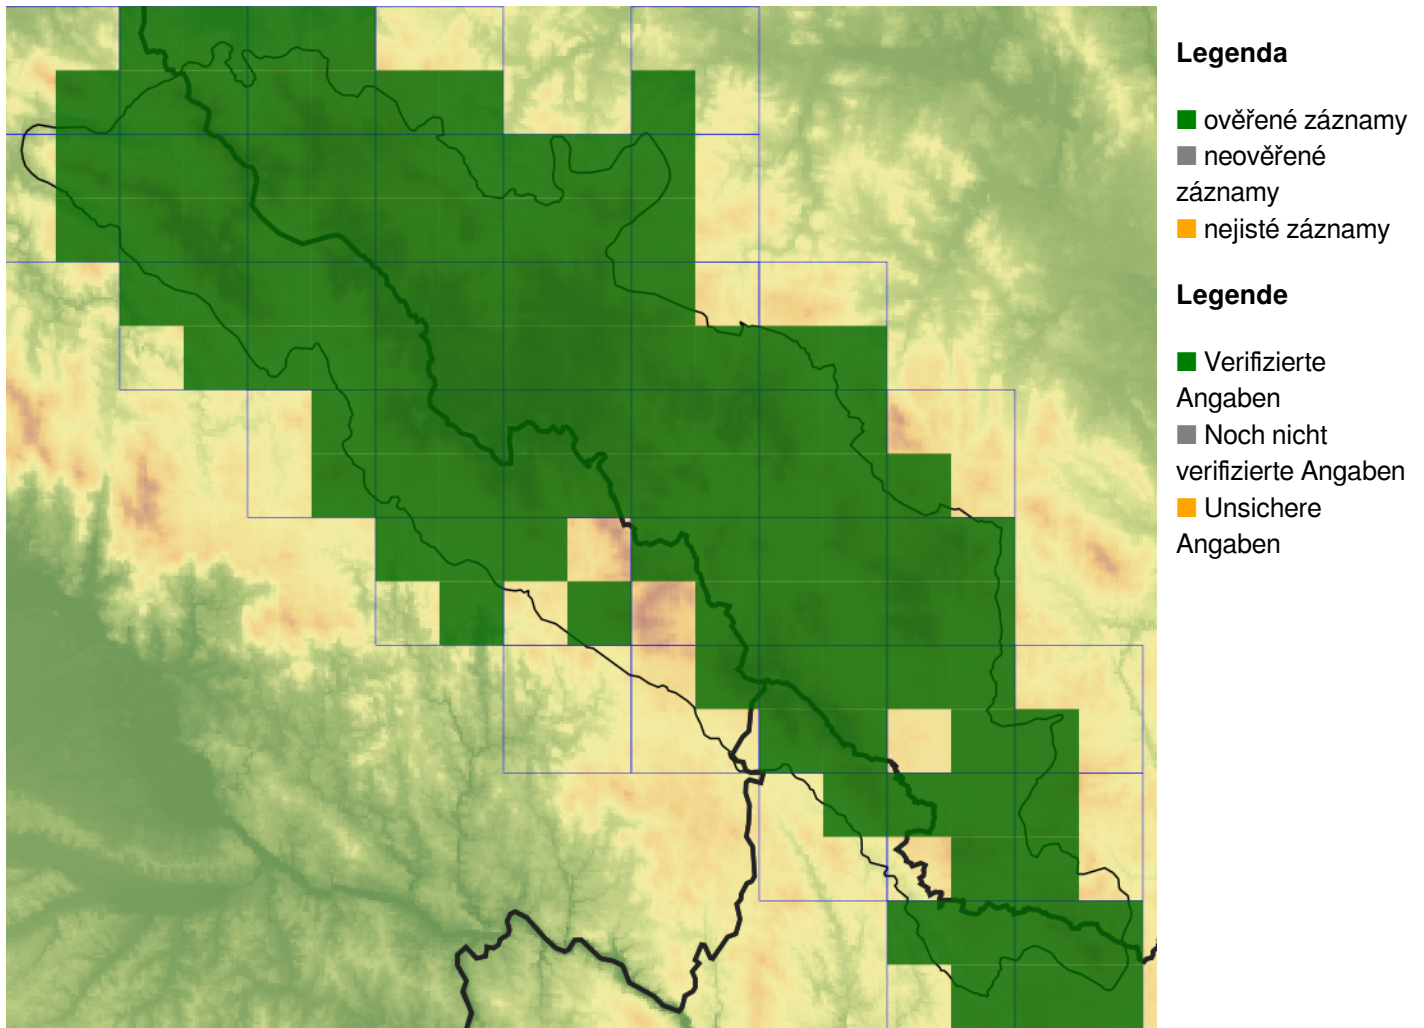 Legenda
ověřené záznamy
neověřené
záznamy
nejisté záznamy
Legende
Verifizierte
Angaben
Noch nicht
verifizierte Angaben
Unsichere
Angaben